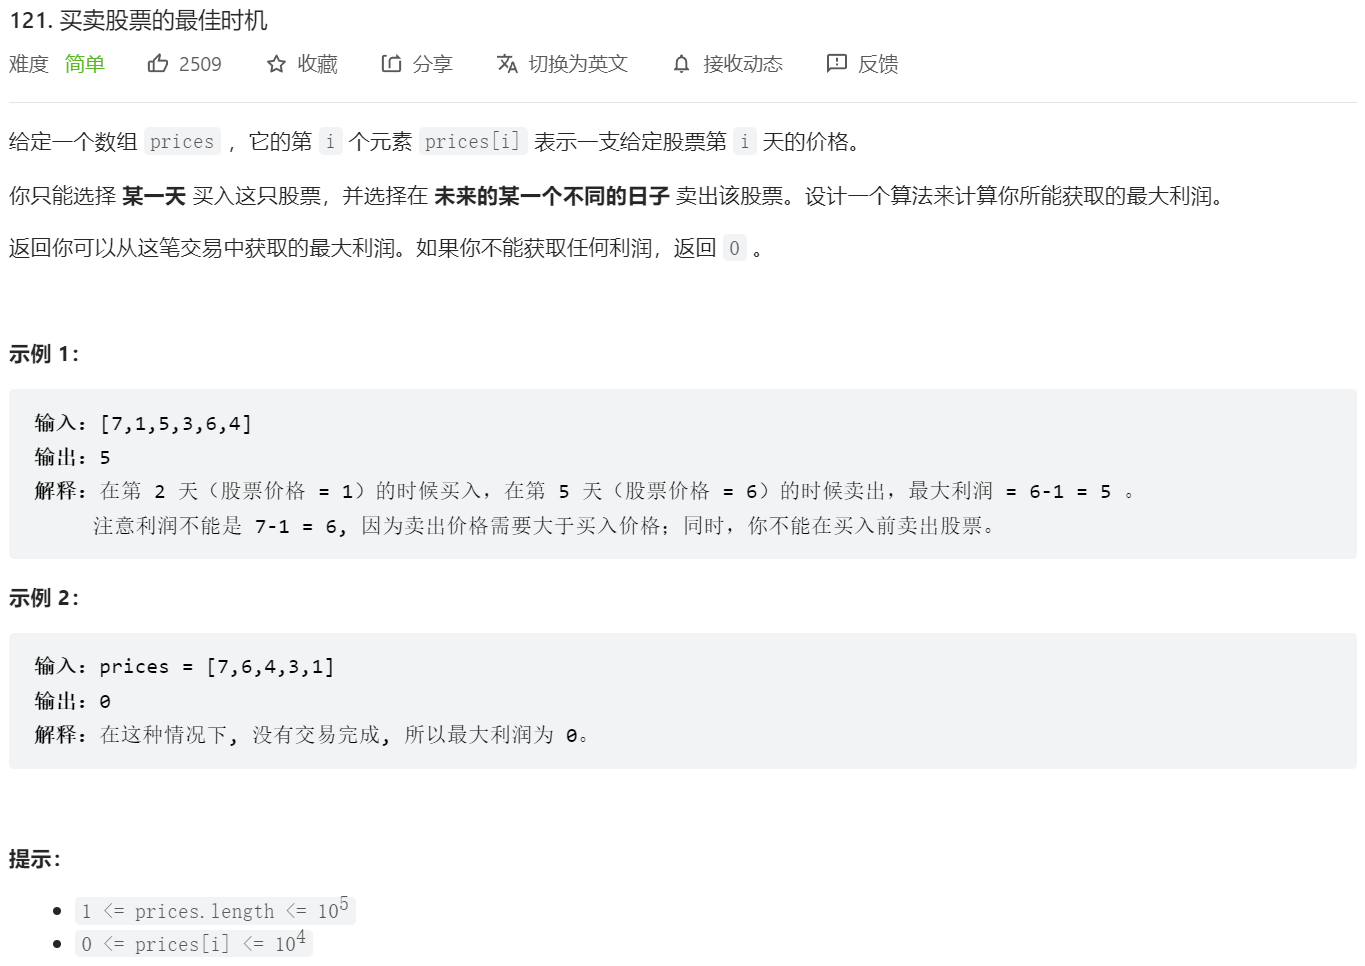 121. 买卖股票的最佳时机
难度 简单 2509 收藏 分享 切换为英文 接收动态 反馈
给定一个数组 prices ，它的第 i 个元素 prices[i] 表示一支给定股票第 i 天的价格。
你只能选择 某一天 买入这只股票，并选择在 未来的某一个不同的日子 卖出该股票。设计一个算法来计算你所能获取的最大利润。
返回你可以从这笔交易中获取的最大利润。如果你不能获取任何利润，返回 0 。
示例 1：
输入：[7,1,5,3,6,4]
输出：5
解释：在第 2 天（股票价格 = 1）的时候买入，在第 5 天（股票价格 = 6）的时候卖出，最大利润 = 6-1 = 5 。
注意利润不能是 7-1 = 6, 因为卖出价格需要大于买入价格；同时，你不能在买入前卖出股票。
示例 2：
输入：prices = [7,6,4,3,1]
输出：0
解释：在这种情况下, 没有交易完成, 所以最大利润为 0。
提示：
• 1 <= prices.length <= 10⁵
• 0 <= prices[i] <= 10⁴